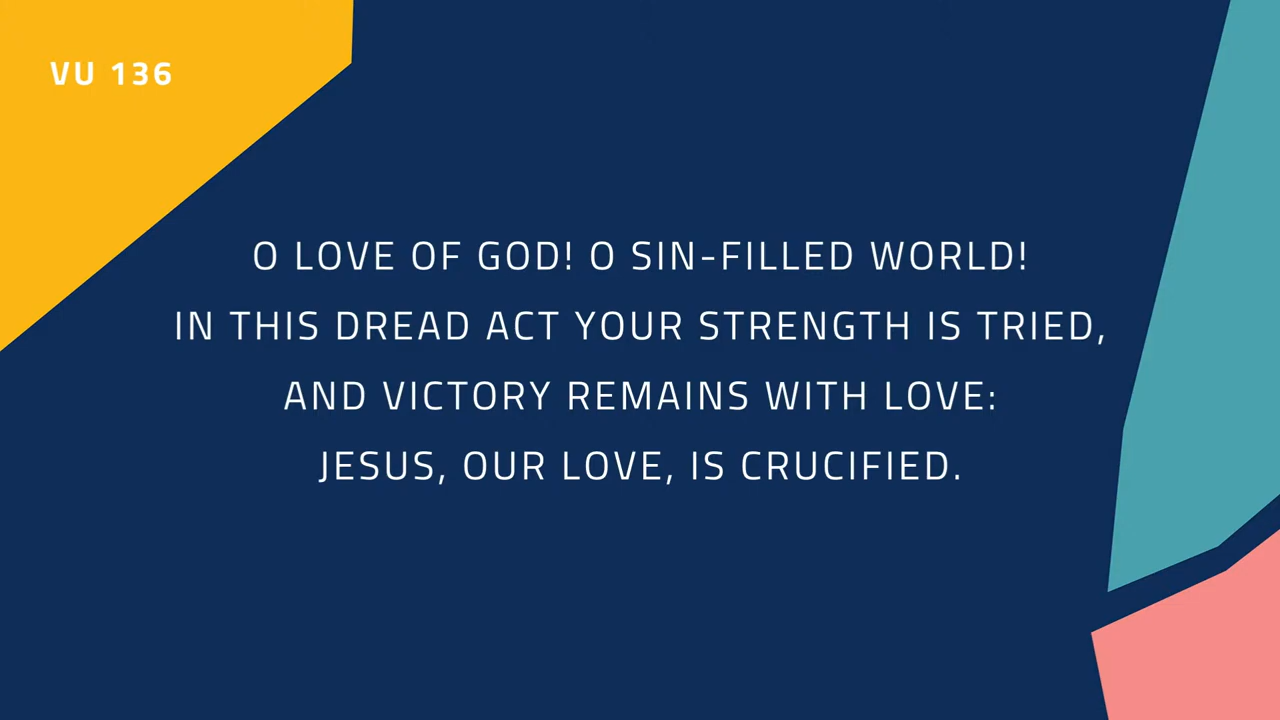 VU 136
O LOVE OF GOD! O SIN-FILLED WORLD!
IN THIS DREAD ACT YOUR STRENGTH IS TRIED,
AND VICTORY REMAINS WITH LOVE:
JESUS, OUR LOVE, IS CRUCIFIED.